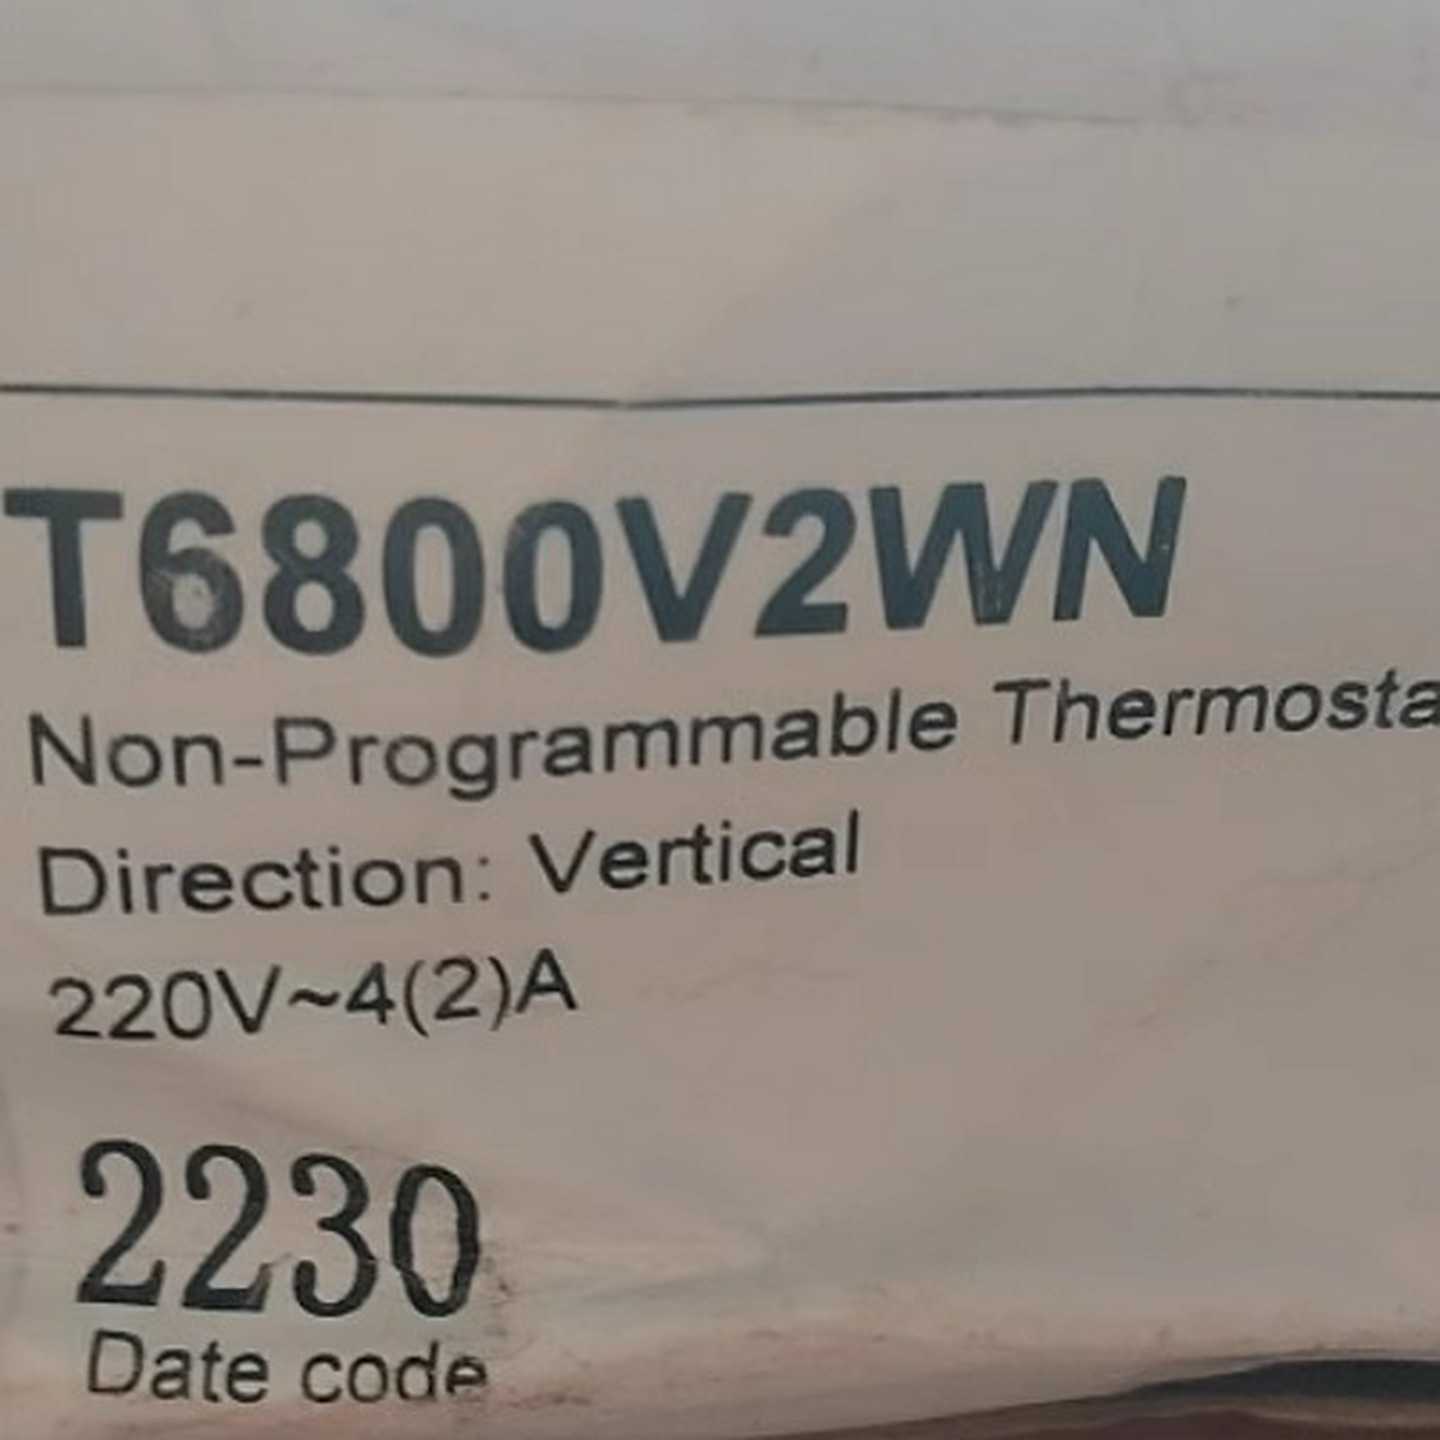 T6800V2WN
Non-Programmable Thermosta
Direction: Vertical
220V~4(2)A
2230
Date code